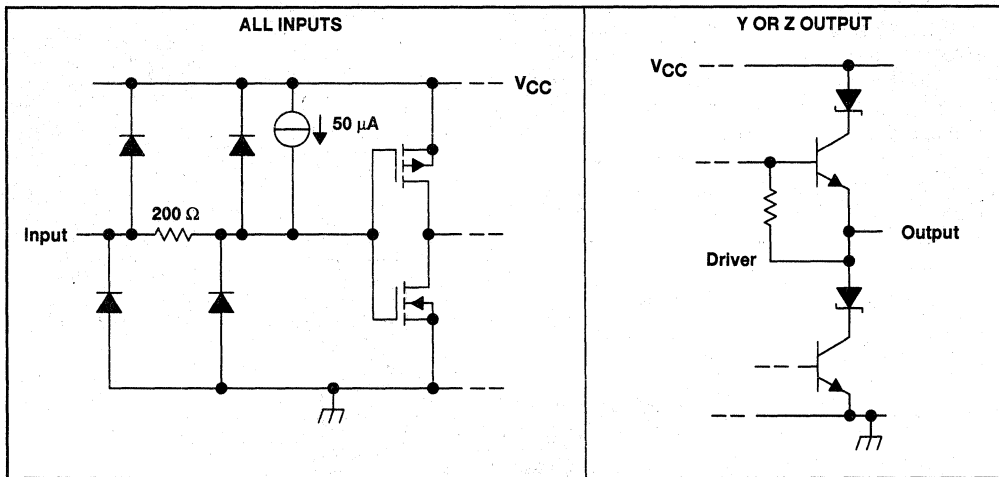 ALL INPUTS
VCC
50 μA
200 Ω
Input
Y OR Z OUTPUT
VCC
Output
Driver